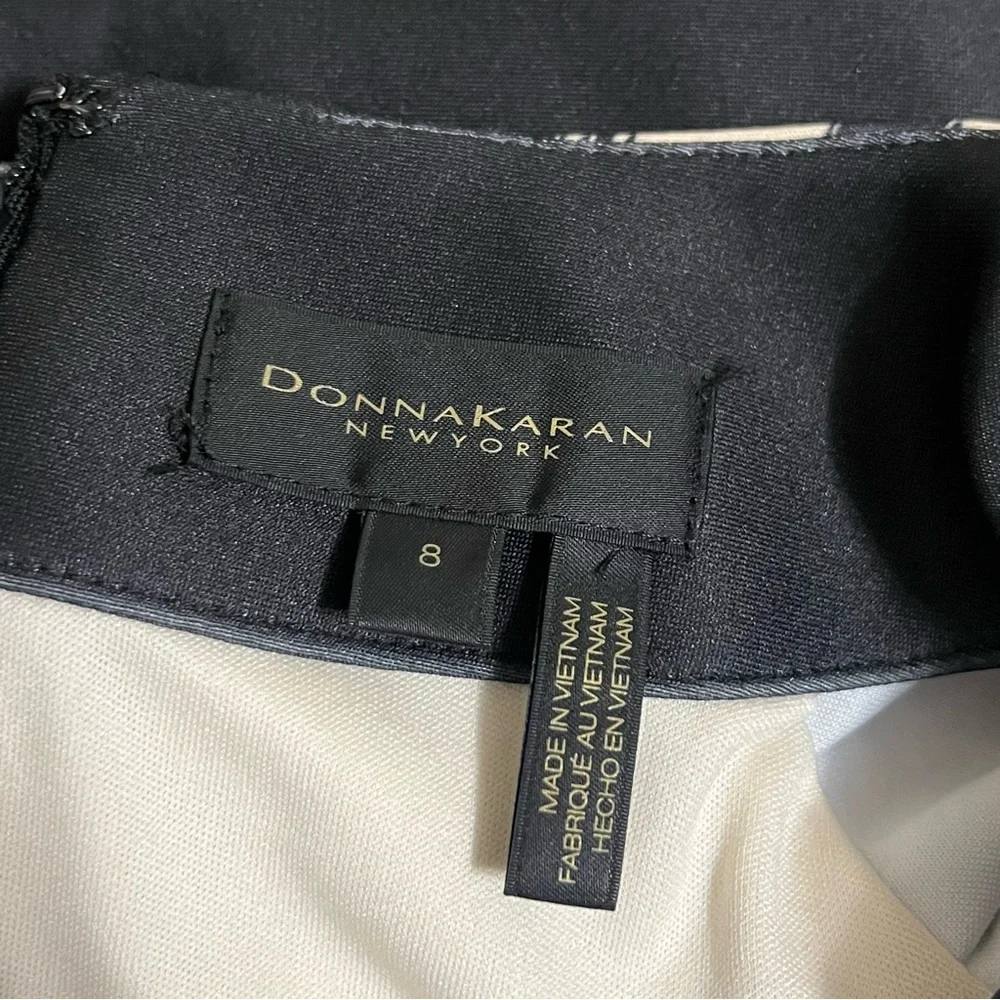 DONNAKARAN
NEWYORK
8
MADE IN VIETNAM
FABRIQUÉ AU VIETNAM
HECHO EN VIETNAM